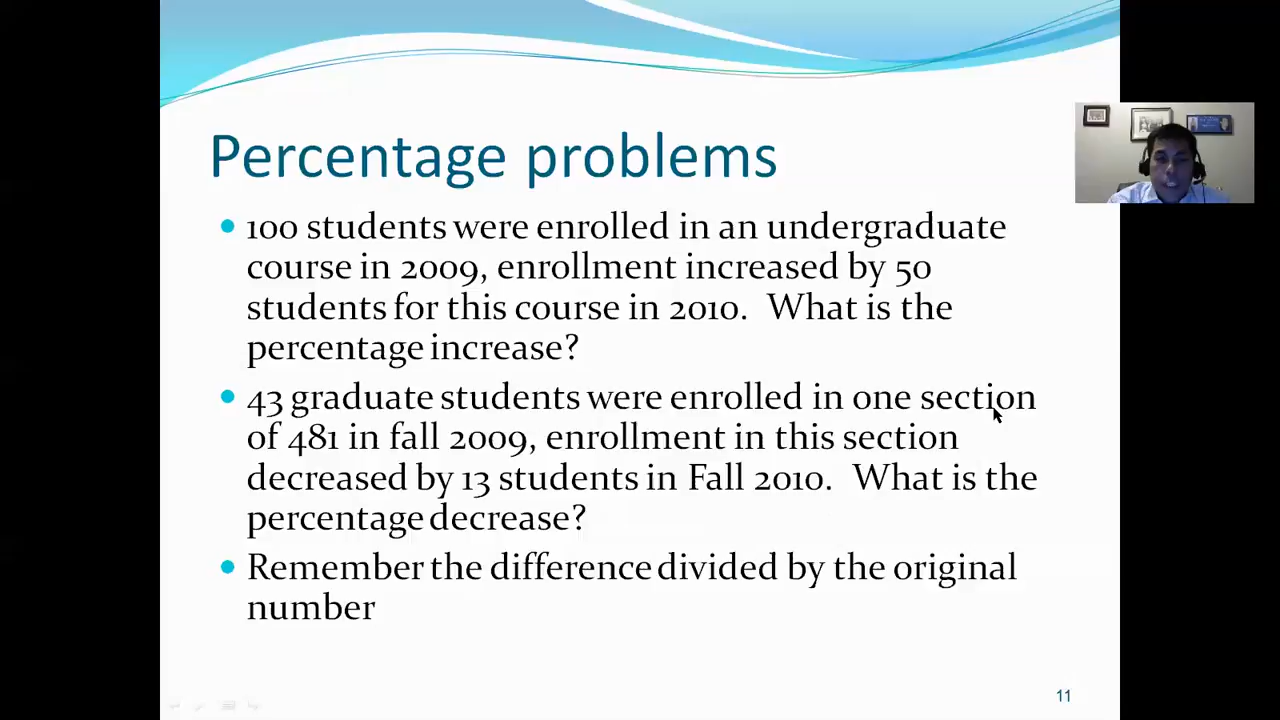 Percentage problems
• 100 students were enrolled in an undergraduate
course in 2009, enrollment increased by 50
students for this course in 2010.  What is the
percentage increase?
• 43 graduate students were enrolled in one section
of 481 in fall 2009, enrollment in this section
decreased by 13 students in Fall 2010.  What is the
percentage decrease?
• Remember the difference divided by the original
number
11